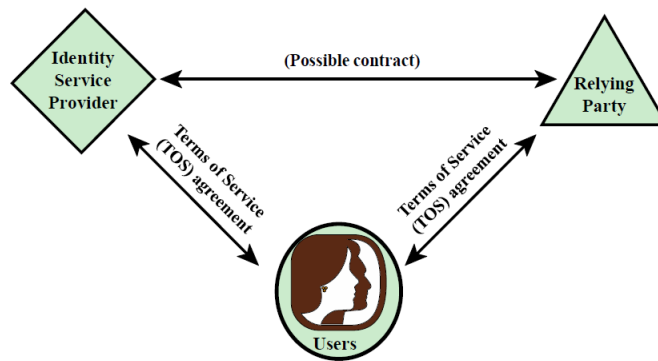 Identity
Service
Provider
(Possible contract)
Relying
Party
Terms of Service
(TOS) agreement
Terms of Service
(TOS) agreement
Users